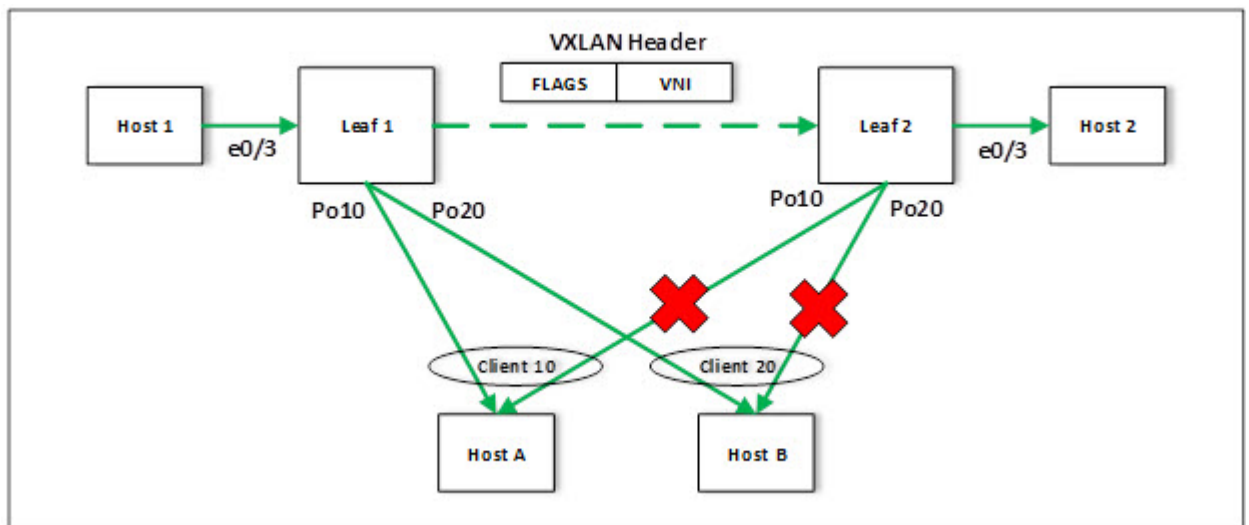 VXLAN Header
FLAGS VNI
Host 1
Leaf 1
Leaf 2
Host 2
e0/3
e0/3
Po10
Po20
Po10
Po20
Client 10
Client 20
Host A
Host B